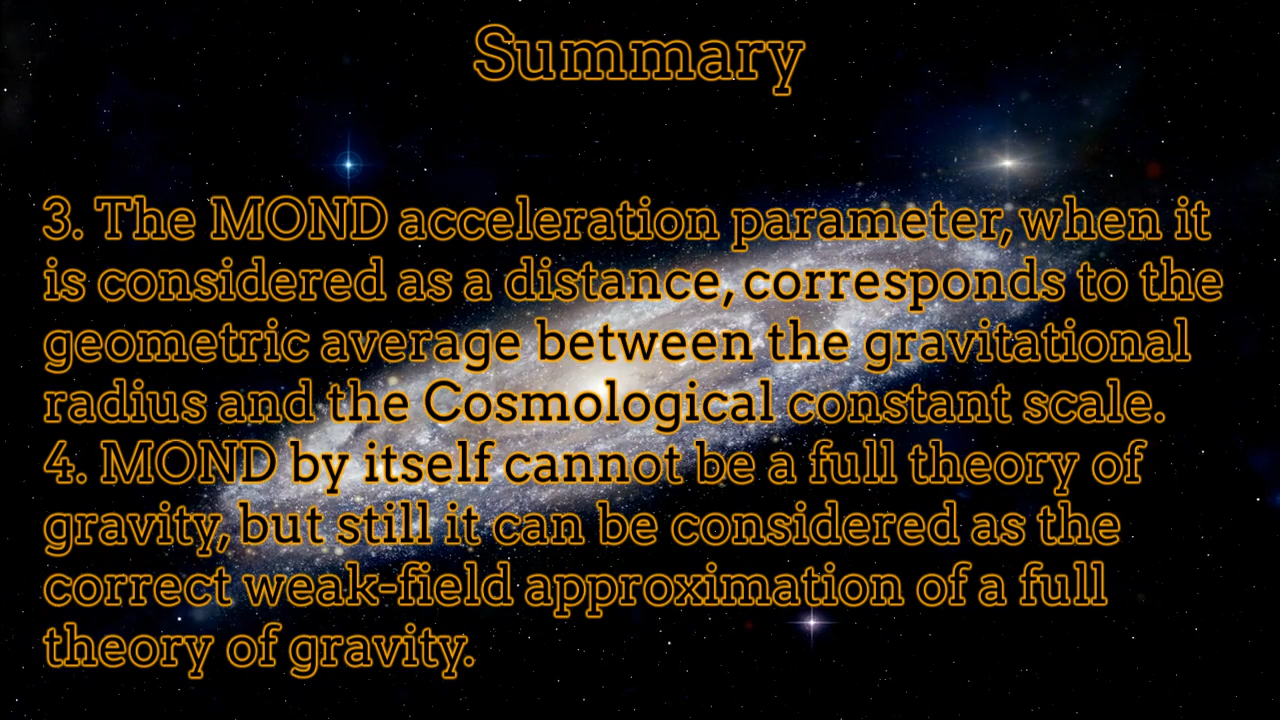 Summary
3. The MOND acceleration parameter, when it
is considered as a distance, corresponds to the
geometric average between the gravitational
radius and the Cosmological constant scale.
4. MOND by itself cannot be a full theory of
gravity, but still it can be considered as the
correct weak-field approximation of a full
theory of gravity.